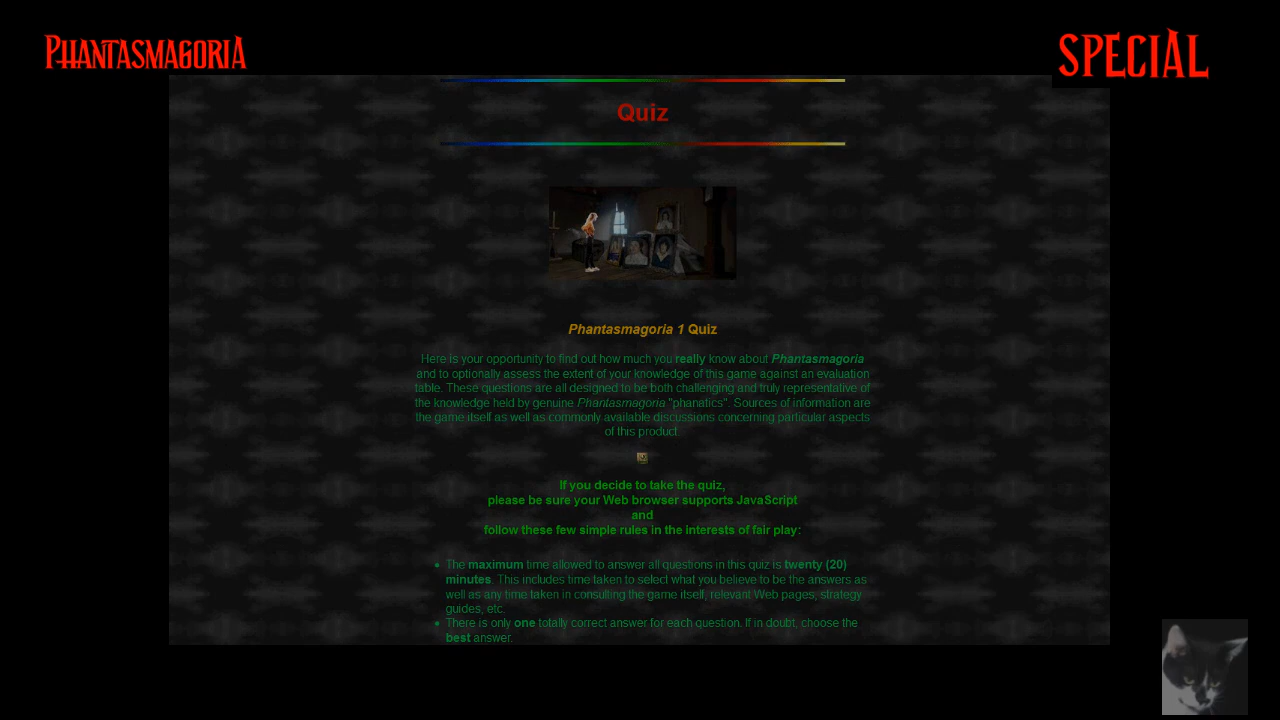 PHANTASMAGORIA
SPECIAL
Quiz
Phantasmagoria 1 Quiz
Here is your opportunity to find out how much you really know about Phantasmagoria
and to optionally assess the extent of your knowledge of this game against an evaluation
table. These questions are all designed to be both challenging and truly representative of
the knowledge held by genuine Phantasmagoria "phanatics". Sources of information are
the game itself as well as commonly available discussions concerning particular aspects
of this product.
If you decide to take the quiz,
please be sure your Web browser supports JavaScript
and
follow these few simple rules in the interests of fair play:
• The maximum time allowed to answer all questions in this quiz is twenty (20)
minutes. This includes time taken to select what you believe to be the answers as
well as any time taken in consulting the game itself, relevant Web pages, strategy
guides, etc.
• There is only one totally correct answer for each question. If in doubt, choose the
best answer.